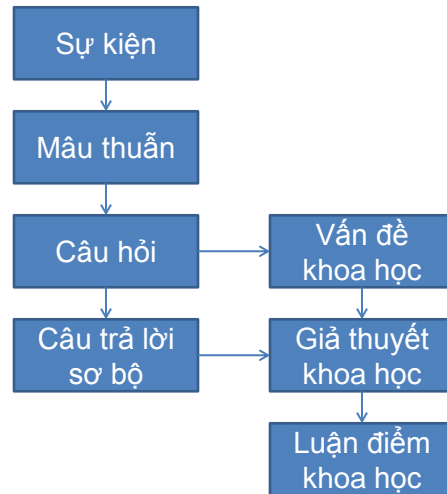 Sự kiện
Mâu thuẫn
Câu hỏi
Vấn đề
khoa học
Câu trả lời
sơ bộ
Giả thuyết
khoa học
Luận điểm
khoa học